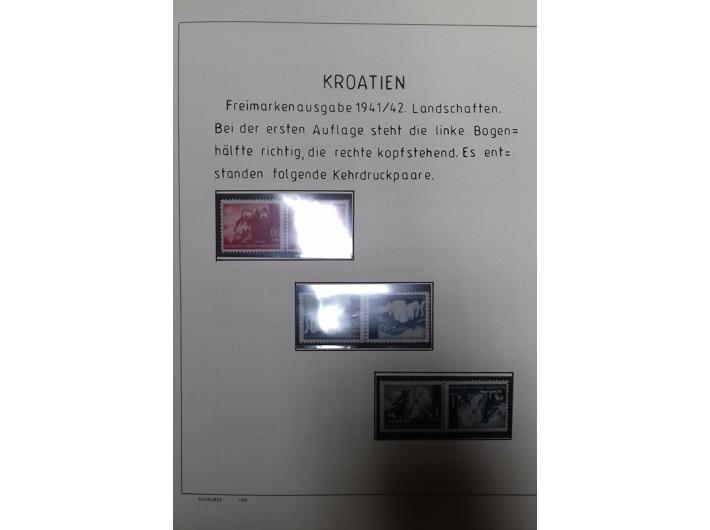 KROATIEN
Freimarkenausgabe 1941/42. Landschaften.
Bei der ersten Auflage steht die linke Bogen=
hälfte richtig, die rechte kopfstehend. Es ent=
standen folgende Kehrdruckpaare.
SCHAUBEK